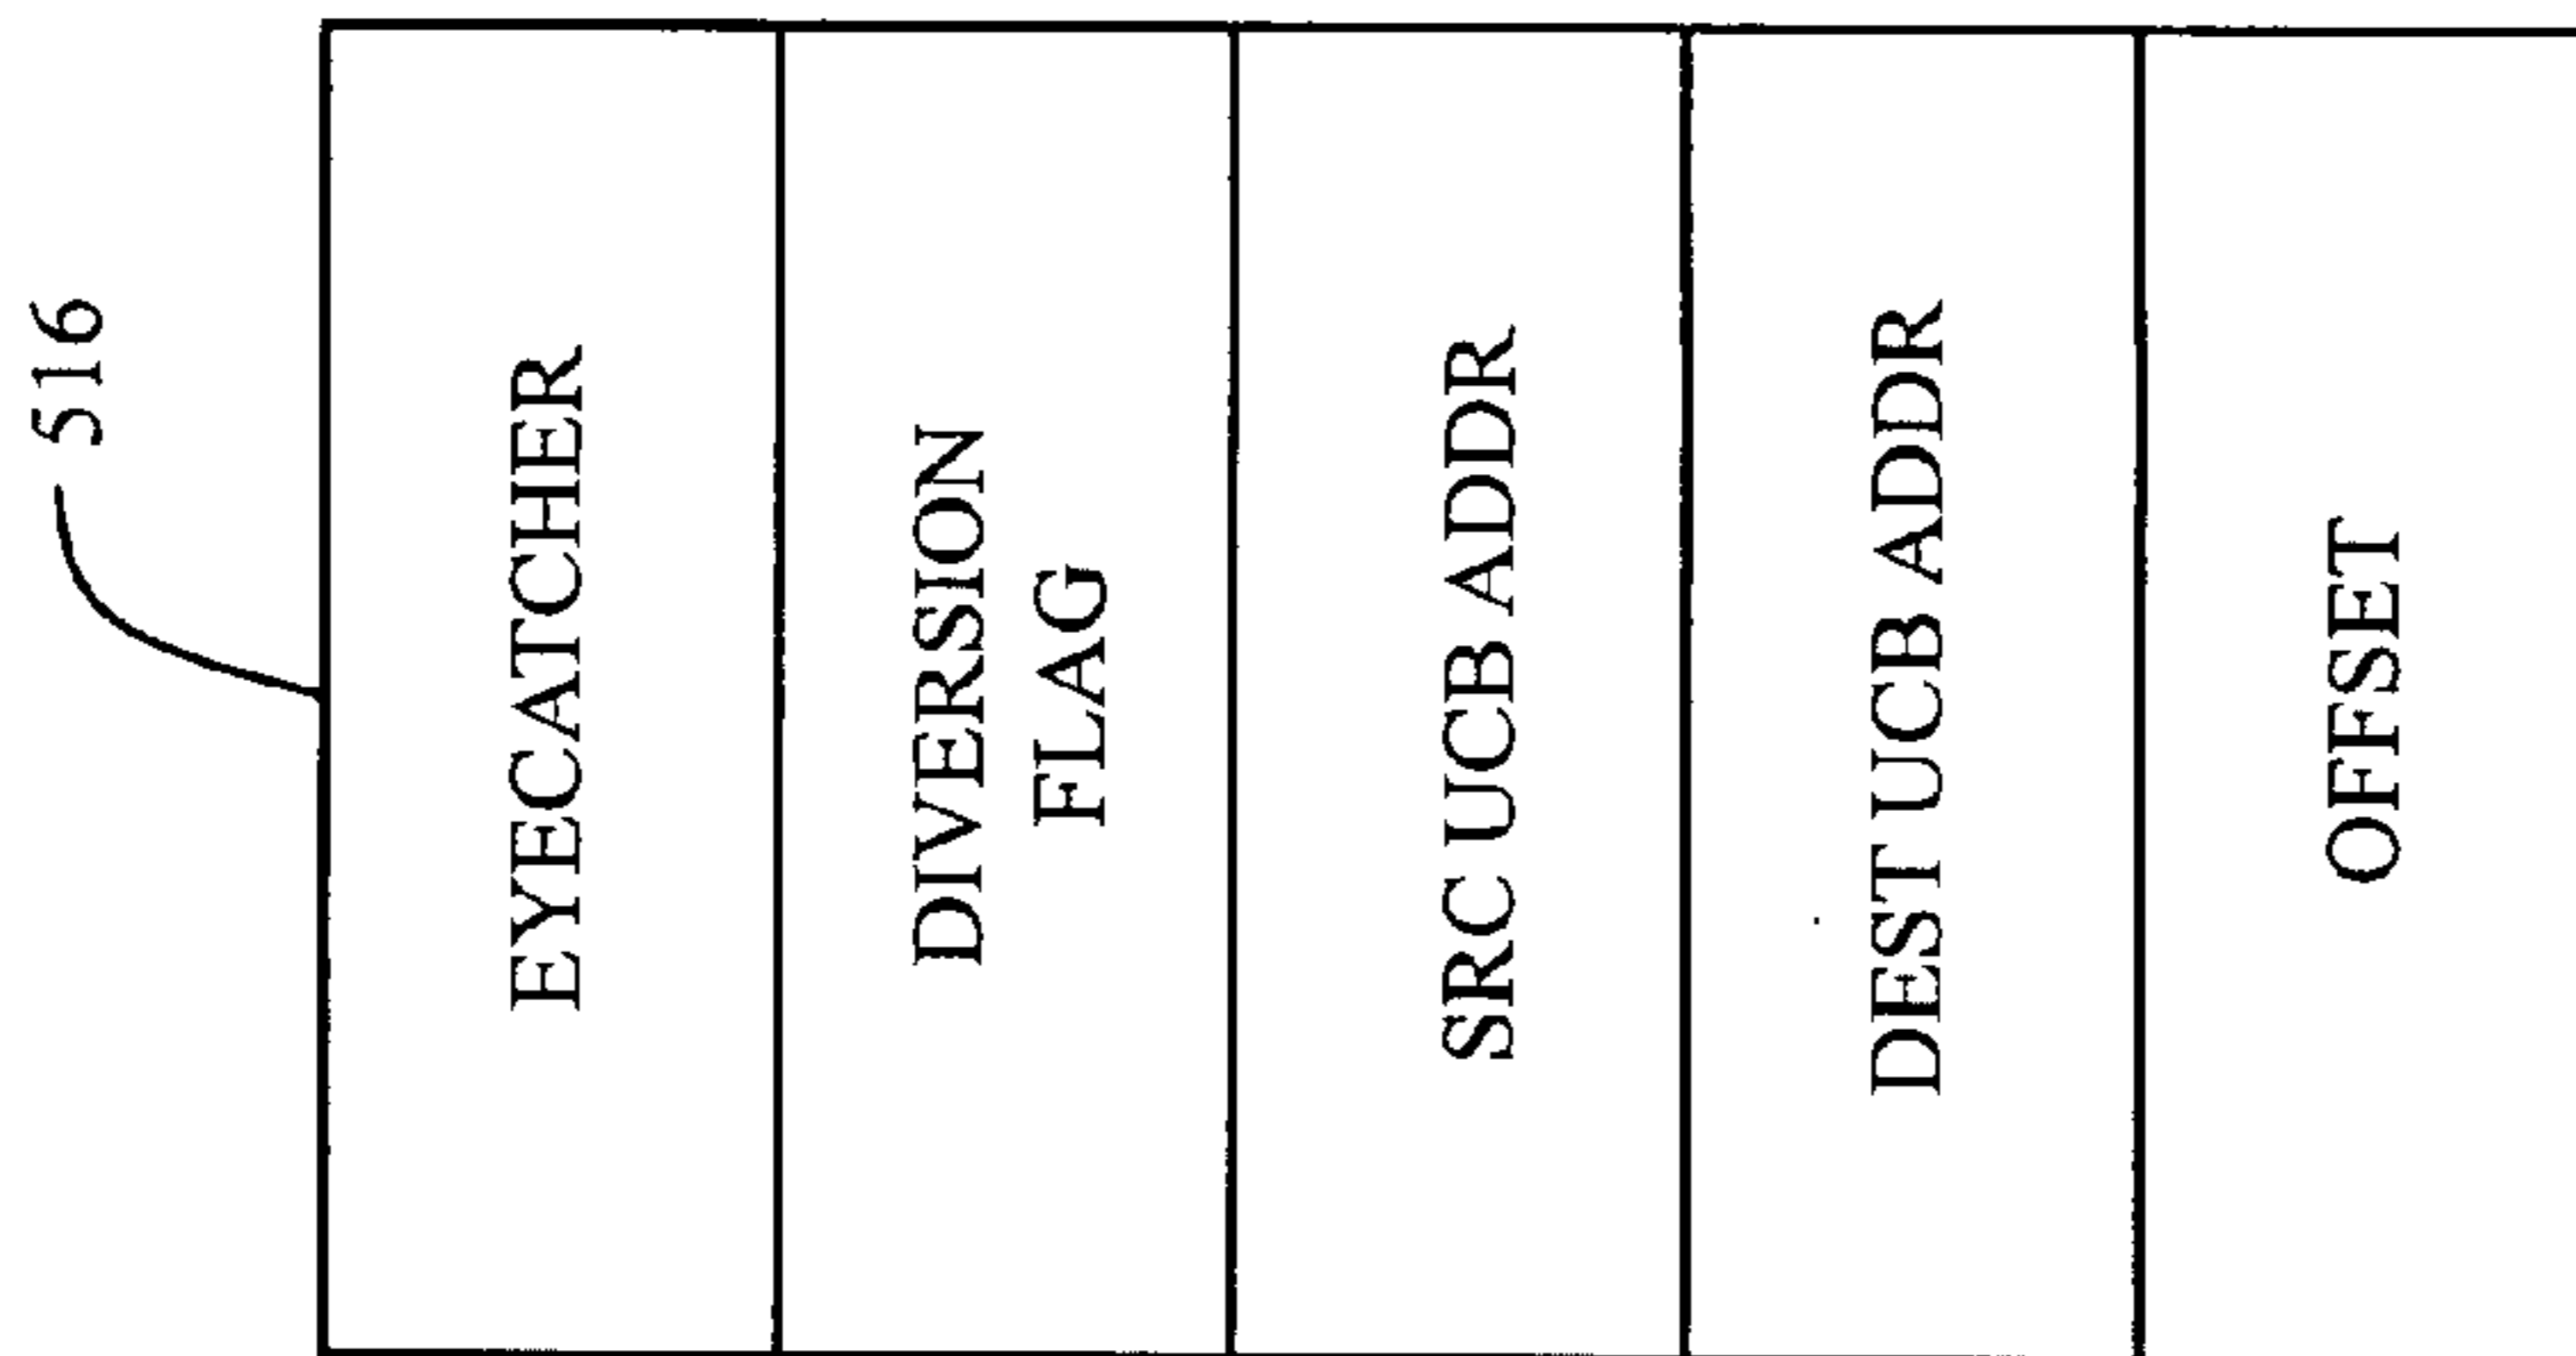 516
EYECATCHER
DIVERSION
FLAG
SRC UCB ADDR
DEST UCB ADDR
OFFSET